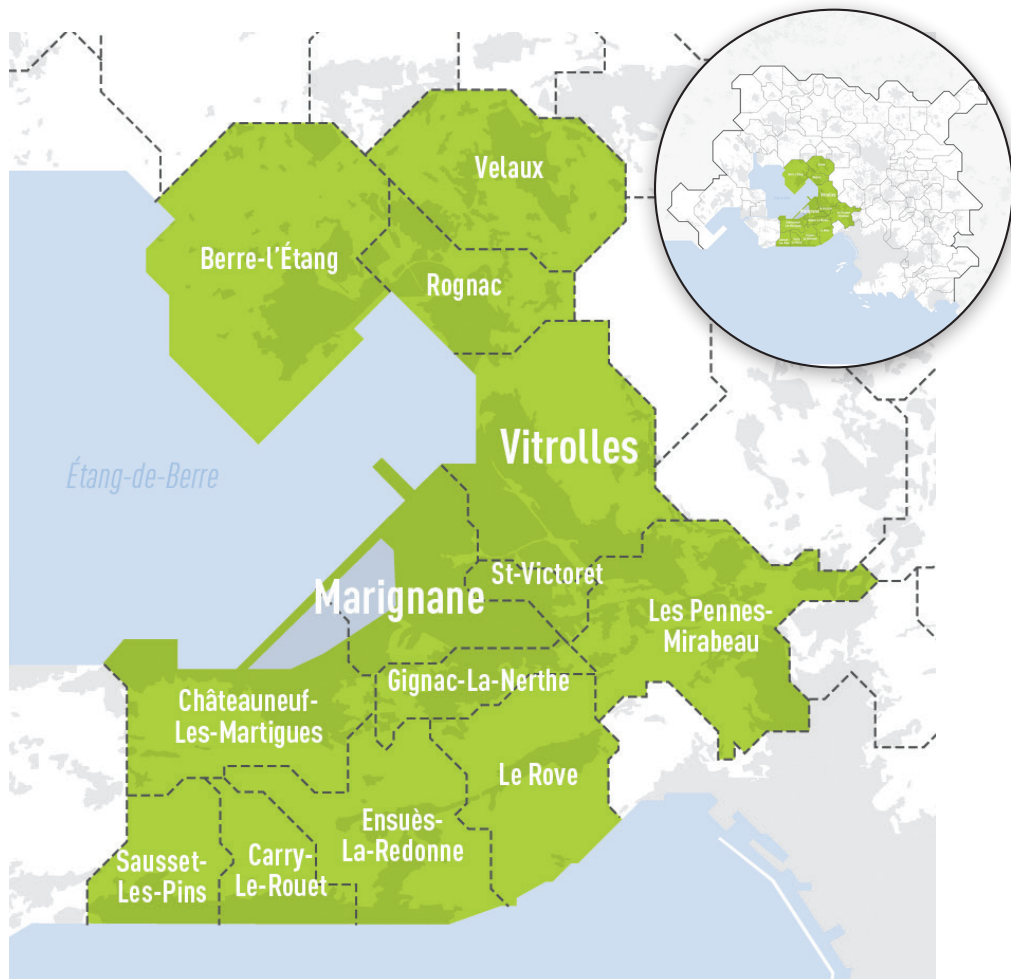 Velaux
Berre-l'Étang
Rognac
Vitrolles
Étang-de-Berre
St-Victoret
Marignane
Les Pennes-
Mirabeau
Gignac-La-Nerthe
Châteauneuf-
Les-Martigues
Le Rove
Ensuès-
La-Redonne
Sausset-
Les-Pins
Carry-
Le-Rouet